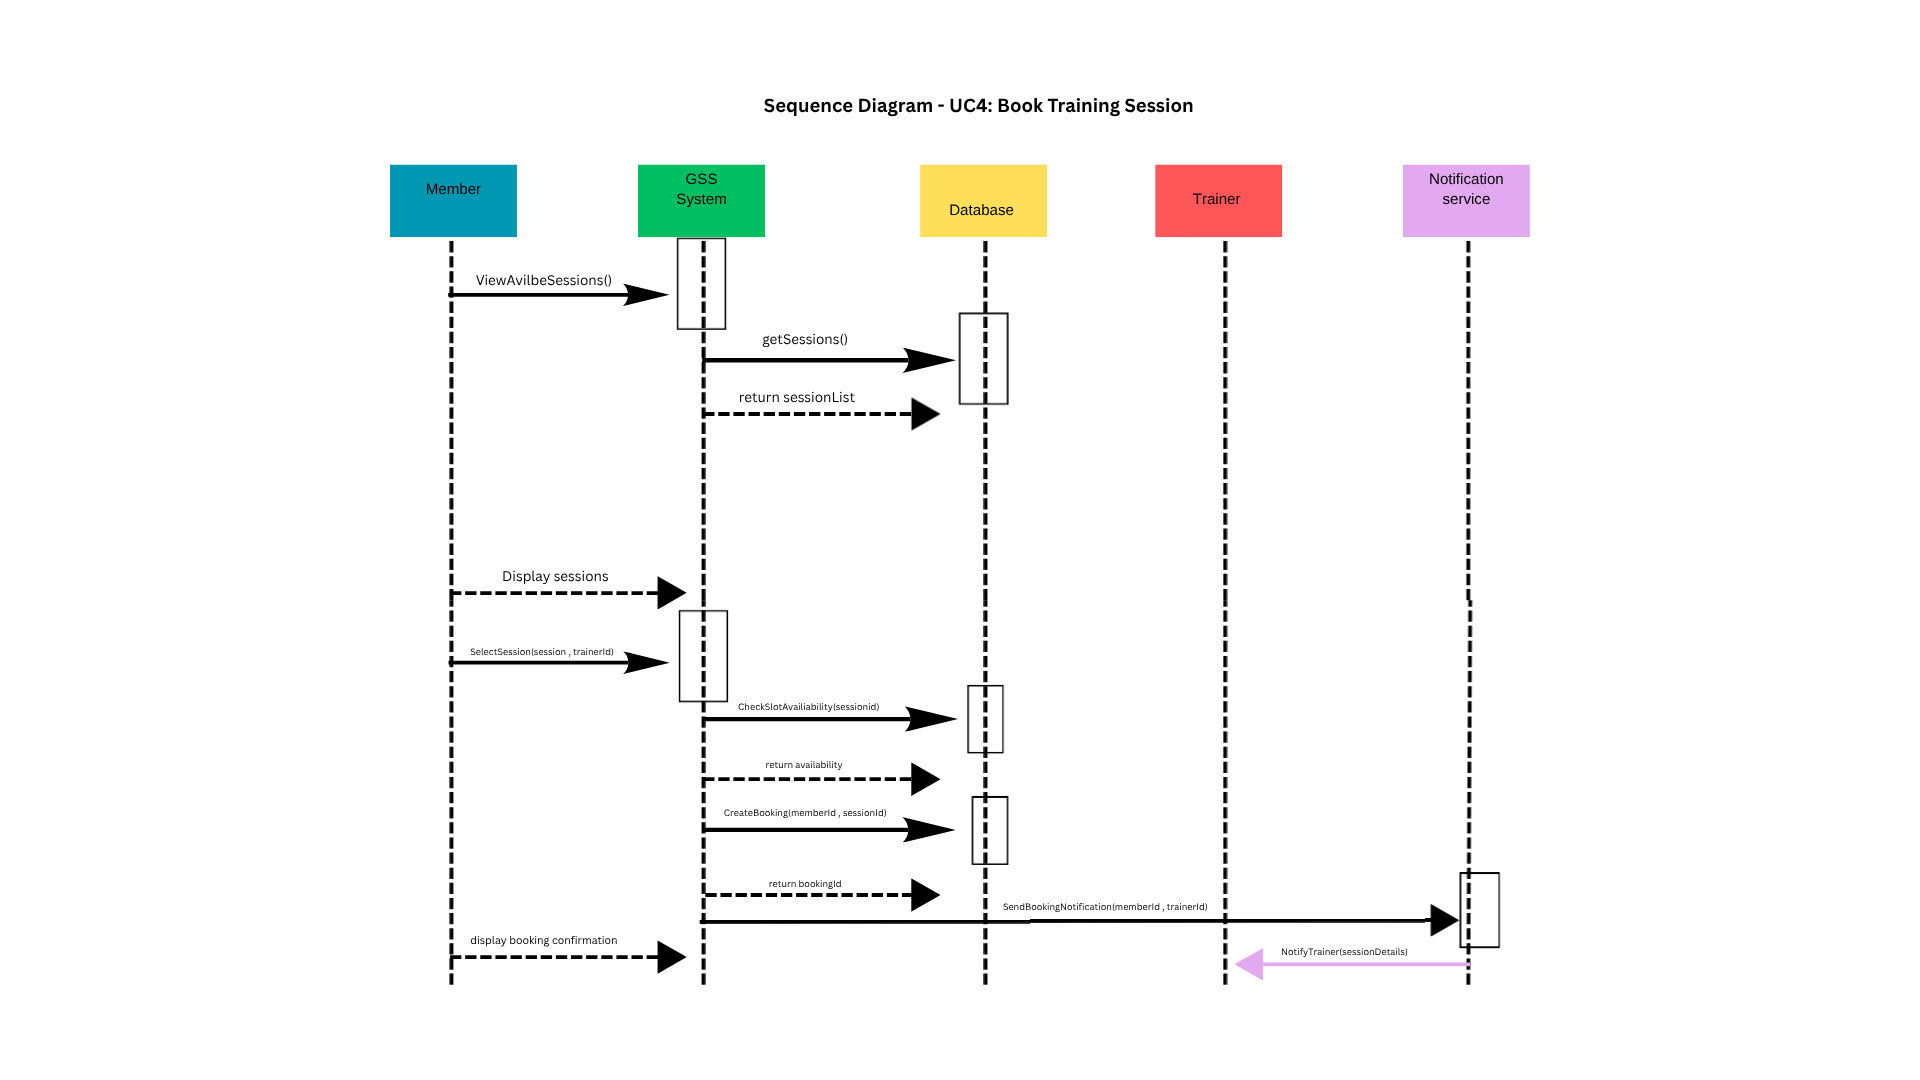 Sequence Diagram - UC4: Book Training Session
Member
GSS
System
Database
Trainer
Notification
service
ViewAvilbeSessions()
getSessions()
return sessionList
Display sessions
SelectSession(session , trainerId)
CheckSlotAvailiability(sessionid)
return availability
CreateBooking(memberId , sessionId)
return bookingId
SendBookingNotification(memberId , trainerId)
display booking confirmation
NotifyTrainer(sessionDetails)